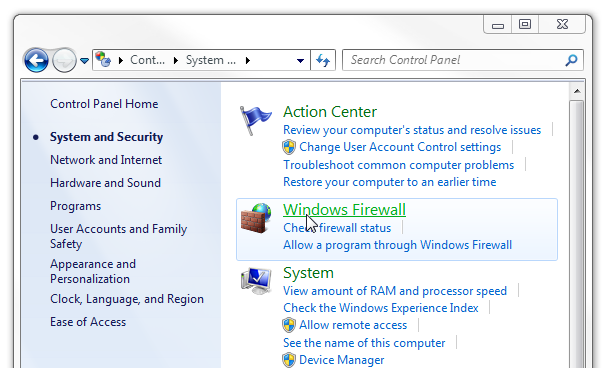 Cont... System ...
Search Control Panel
Control Panel Home
System and Security
Network and Internet
Hardware and Sound
Programs
User Accounts and Family
Safety
Appearance and
Personalization
Clock, Language, and Region
Ease of Access
Action Center
Review your computer's status and resolve issues
Change User Account Control settings
Troubleshoot common computer problems
Restore your computer to an earlier time
Windows Firewall
Check firewall status
Allow a program through Windows Firewall
System
View amount of RAM and processor speed
Check the Windows Experience Index
Allow remote access
See the name of this computer
Device Manager